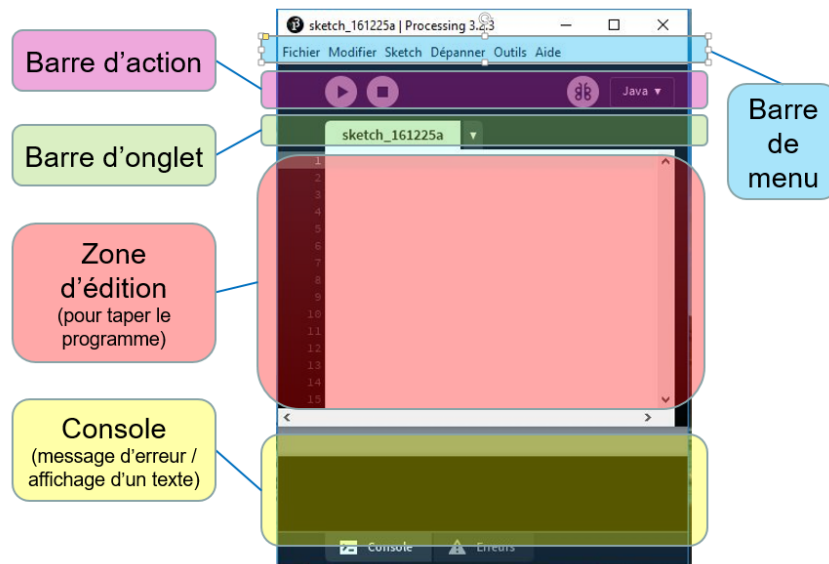 sketch_161225a | Processing 3.2.3
Fichier Modifier Sketch Dépanner Outils Aide
Barre d'action
Java
Barre d'onglet
sketch_161225a
Barre
de
menu
Zone
d'édition
(pour taper le
programme)
1
2
3
4
5
6
7
8
9
10
11
12
13
14
15
Console
(message d'erreur /
affichage d'un texte)
Console Erreurs